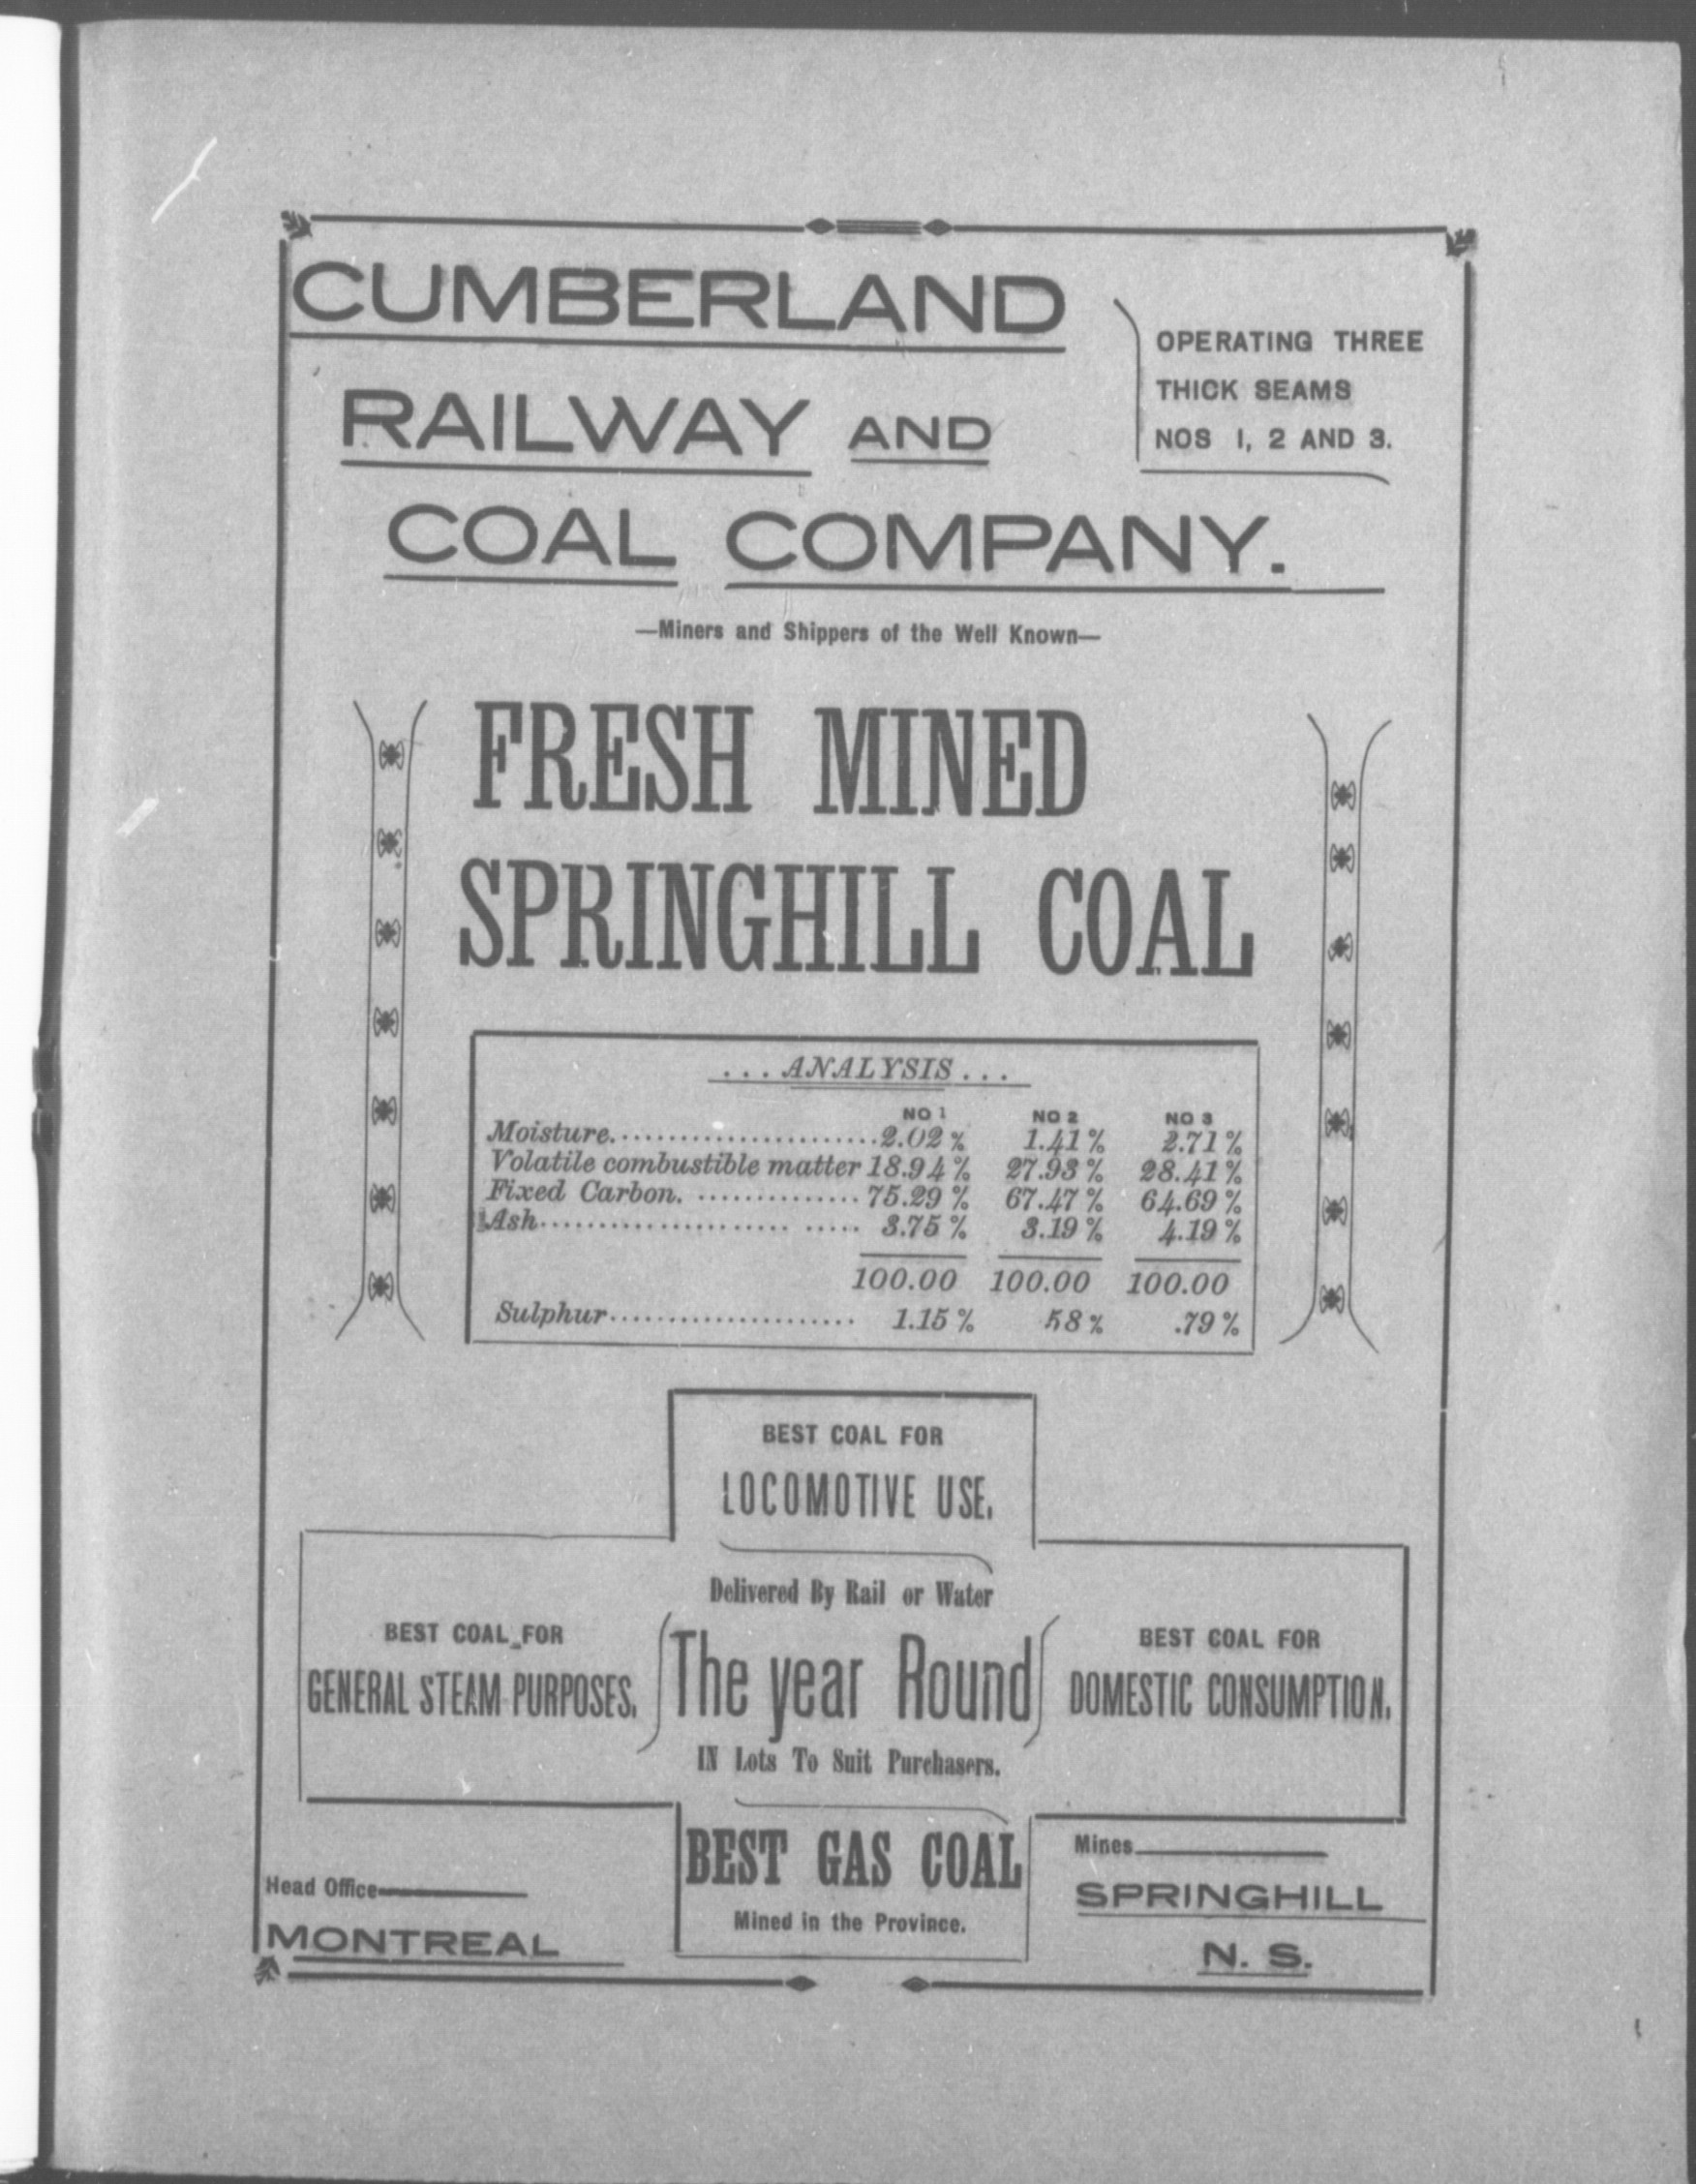 CUMBERLAND
RAILWAY AND
COAL COMPANY.
OPERATING THREE
THICK SEAMS
NOS 1, 2 AND 3.
—Miners and Shippers of the Well Known—
FRESH MINED
SPRINGHILL COAL
...ANALYSIS...
NO 1 NO 2 NO 3
Moisture........................2.02% 1.41% 2.71%
Volatile combustible matter 18.94% 27.93% 28.41%
Fixed Carbon. .............. 75.29% 67.47% 64.69%
Ash........................... 3.75% 3.19% 4.19%
100.00 100.00 100.00
Sulphur...................... 1.15% 58% .79%
BEST COAL FOR
LOCOMOTIVE USE,
Delivered By Rail or Water
BEST COAL FOR
GENERAL STEAM PURPOSES,
The year Round
BEST COAL FOR
DOMESTIC CONSUMPTION,
IN Lots To Suit Purchasers.
BEST GAS COAL
Mined in the Province.
Head Office
MONTREAL
Mines
SPRINGHILL
N. S.